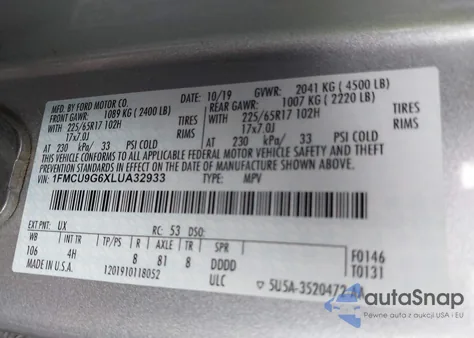 MFD. BY FORD MOTOR CO.
10/19 GVWR: 2041 KG ( 4500 LB)
FRONT GAWR: 1089 KG ( 2400 LB)
REAR GAWR: 1007 KG ( 2220 LB)
WITH 225/65R17 102H TIRES
WITH 225/65R17 102H TIRES
17x7.0J RIMS
17x7.0J RIMS
AT 230 kPa/ 33 PSI COLD
AT 230 kPa/ 33 PSI COLD
THIS VEHICLE CONFORMS TO ALL APPLICABLE FEDERAL MOTOR VEHICLE SAFETY AND THEFT
PREVENTION STANDARDS IN EFFECT ON THE DATE OF MANUFACTURE SHOWN ABOVE.
VIN: 1FMCU9G6XLUA32933 TYPE: MPV
EXT PNT: UX RC: 53 DSO:
WB INT TR TP/PS R AX TR SPR
106 4H 8 81 8 DDDD F0146
MADE IN U.S.A. 1201910118052 ULC T0131
5U5A-3520472-AA
autoSnap
Pewne auta z aukcji USA i EU